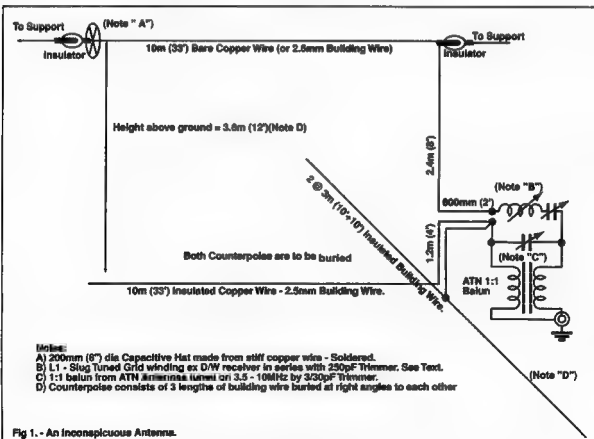 To Support
(Note "A")
Insulator
10m (33') Bare Copper Wire (or 2.5mm Building Wire)
To Support
Insulator
Height above ground = 3.6m (12')(Note D)
2.4m (8')
2 @ 3m (10'+10') Insulated Building Wire.
600mm (2')
(Note "B")
1.2m (4')
(Note "C")
Both Counterpoles are to be buried
ATN 1:1
Balun
10m (33') Insulated Copper Wire - 2.5mm Building Wire.
(Note "D")
Notes:
A) 200mm (8") dia Capacitive Hat made from stiff copper wire - Soldered.
B) L1 - Slug Tuned Grid winding ex D/W receiver in series with 250pF Trimmer. See Text.
C) 1:1 balun from ATN Antennas tuned on 3.5 - 10MHz by 3/30pF Trimmer.
D) Counterpoise consists of 3 lengths of building wire buried at right angles to each other
Fig 1. - An Inconspicuous Antenna.